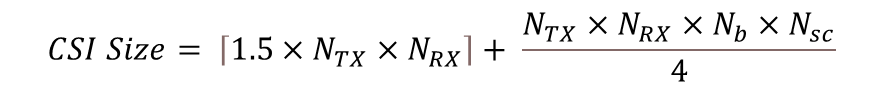 CSI Size = ⌈1.5 × N_TX × N_RX⌉ + (N_TX × N_RX × N_b × N_sc) / 4